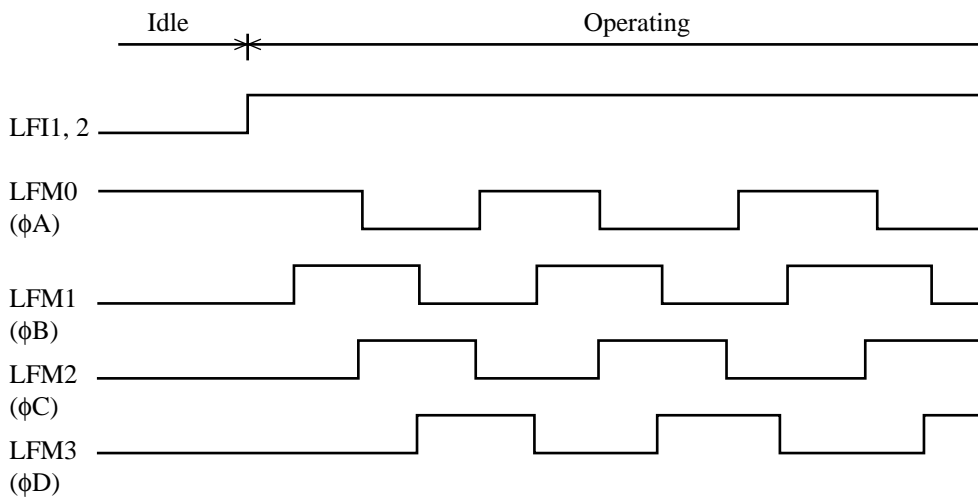 Idle Operating
LFI1, 2
LFM0
(ϕA)
LFM1
(ϕB)
LFM2
(ϕC)
LFM3
(ϕD)